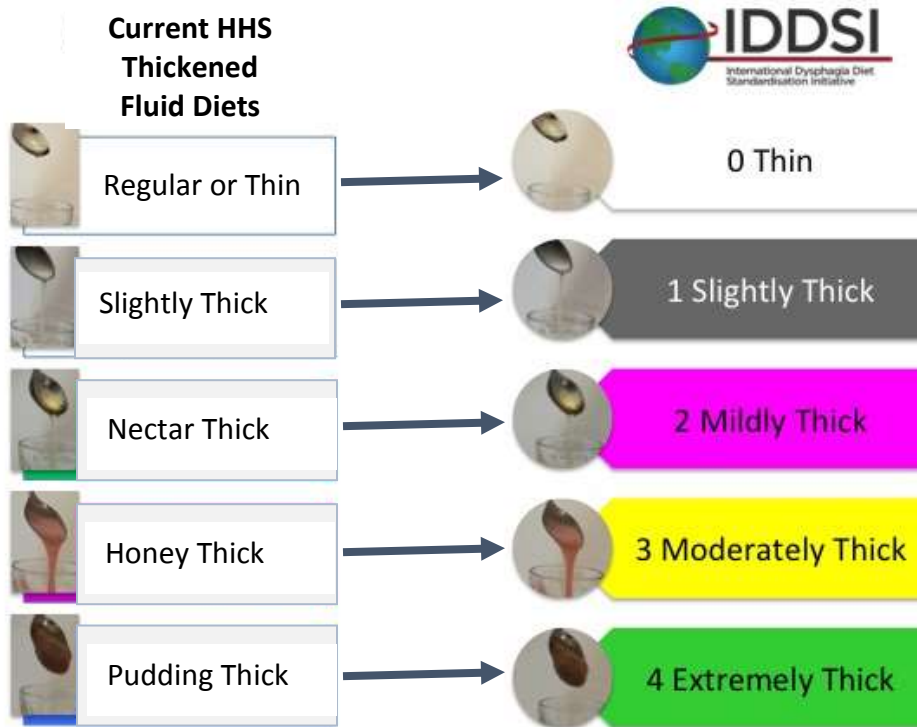 Current HHS
Thickened
Fluid Diets
IDDSI
International Dysphagia Diet
Standardisation Initiative
Regular or Thin
0 Thin
Slightly Thick
1 Slightly Thick
Nectar Thick
2 Mildly Thick
Honey Thick
3 Moderately Thick
Pudding Thick
4 Extremely Thick